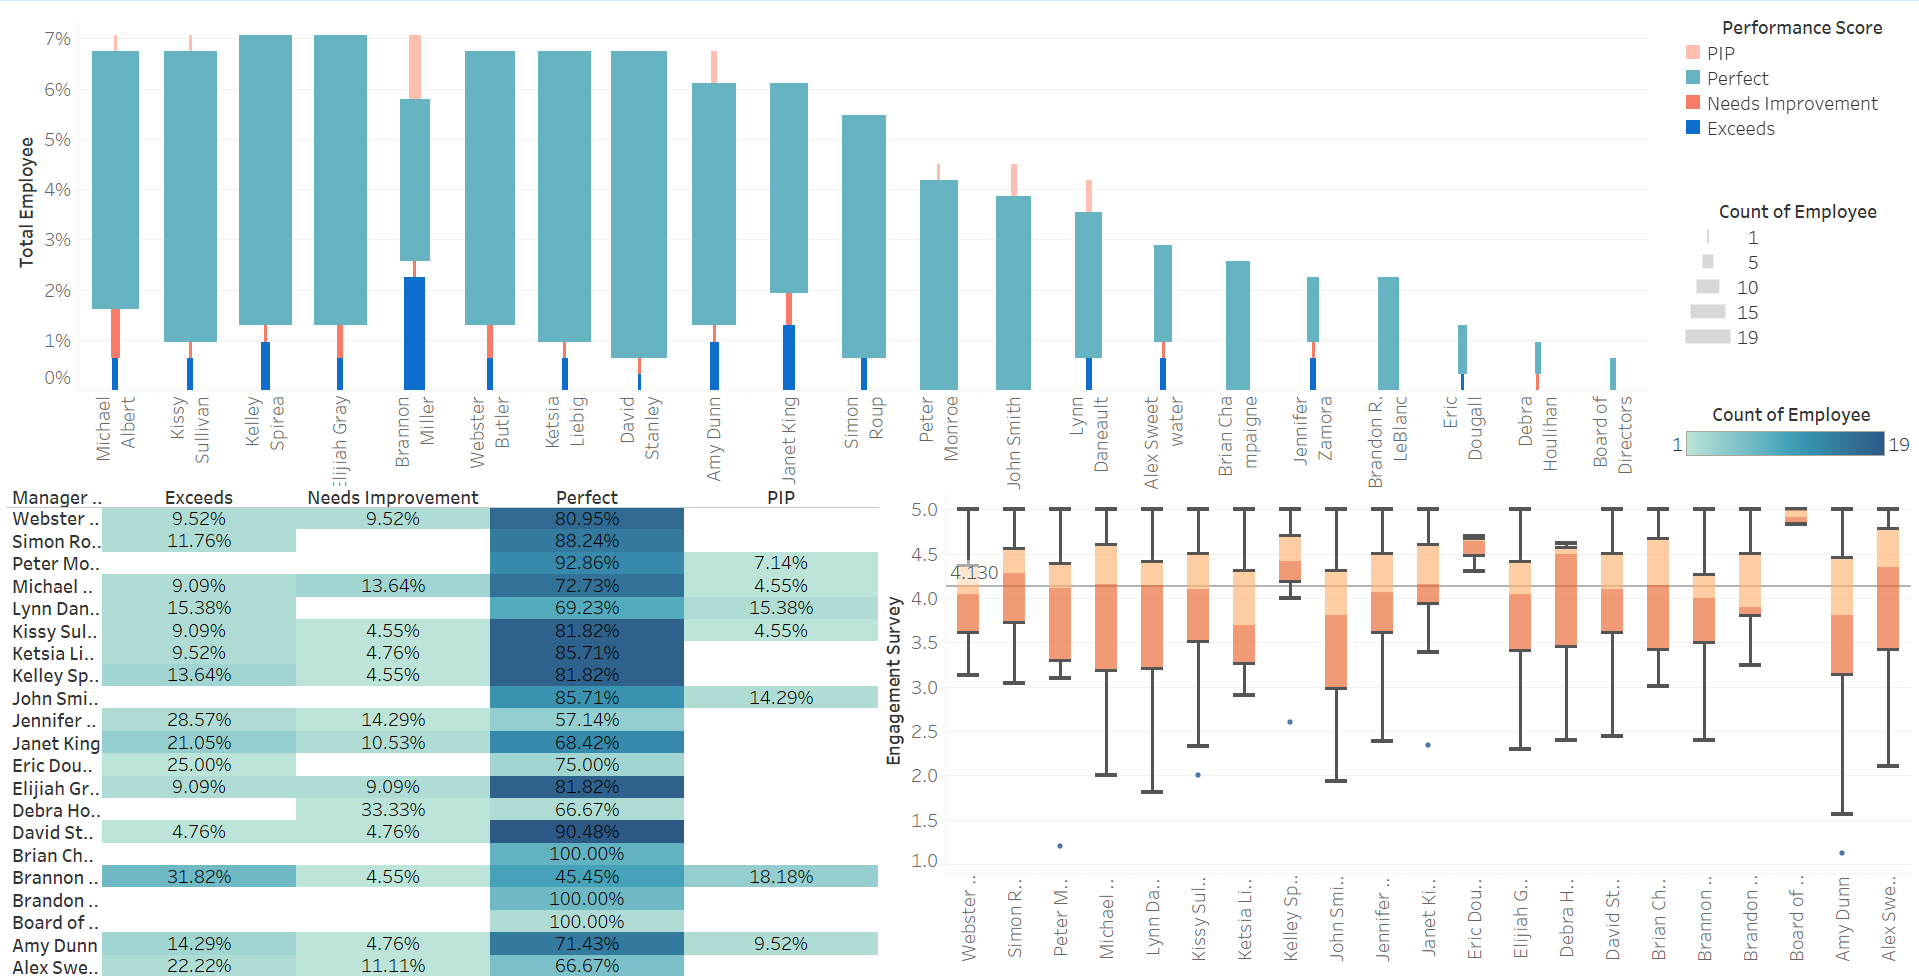 Performance Score
PIP
Perfect
Needs Improvement
Exceeds
Count of Employee
1
5
10
15
19
Count of Employee
1 19
Total Employee
7%
6%
5%
4%
3%
2%
1%
0%
Michael Albert
Kissy Sullivan
Kelley Spirea
Elijiah Gray
Brannon Miller
Webster Butler
Ketsia Liebig
David Stanley
Amy Dunn
Janet King
Simon Roup
Peter Monroe
John Smith
Lynn Daneault
Alex Sweet water
Brian Cha mpaigne
Jennifer Zamora
Brandon R. LeBlanc
Eric Dougall
Debra Houlihan
Board of Directors
Manager .. Exceeds Needs Improvement Perfect PIP
Webster .. 9.52% 9.52% 80.95%
Simon Ro.. 11.76% 88.24%
Peter Mo.. 92.86% 7.14%
Michael .. 9.09% 13.64% 72.73% 4.55%
Lynn Dan.. 15.38% 69.23% 15.38%
Kissy Sul.. 9.09% 4.55% 81.82% 4.55%
Ketsia Li.. 9.52% 4.76% 85.71%
Kelley Sp.. 13.64% 4.55% 81.82%
John Smi.. 85.71% 14.29%
Jennifer .. 28.57% 14.29% 57.14%
Janet King 21.05% 10.53% 68.42%
Eric Dou.. 25.00% 75.00%
Elijiah Gr.. 9.09% 9.09% 81.82%
Debra Ho.. 33.33% 66.67%
David St.. 4.76% 4.76% 90.48%
Brian Ch.. 100.00%
Brannon .. 31.82% 4.55% 45.45% 18.18%
Brandon .. 100.00%
Board of .. 100.00%
Amy Dunn 14.29% 4.76% 71.43% 9.52%
Alex Swe.. 22.22% 11.11% 66.67%
Engagement Survey
5.0
4.5
4.0
3.5
3.0
2.5
2.0
1.5
1.0
4.130
Webster ..
Simon R..
Peter M..
Michael ..
Lynn Da..
Kissy Sul..
Ketsia Li..
Kelley Sp..
John Smi..
Jennifer ..
Janet Ki..
Eric Dou..
Elijiah G..
Debra H..
David St..
Brian Ch..
Brannon ..
Brandon ..
Board of ..
Amy Dunn
Alex Swe..